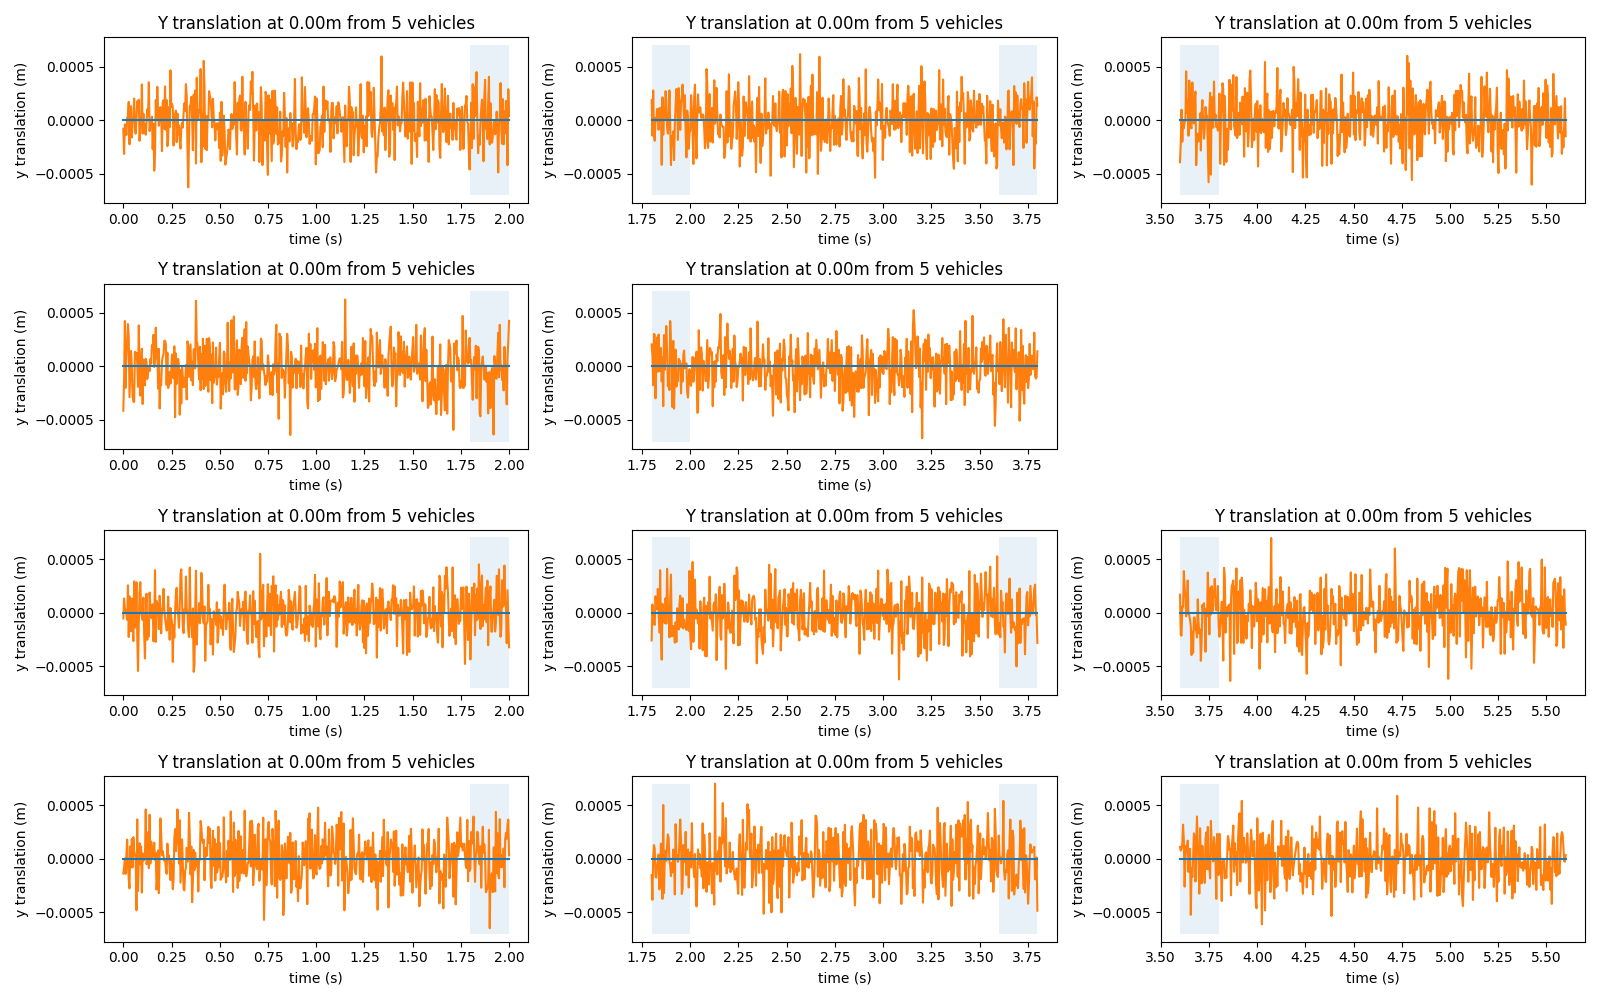 Y translation at 0.00m from 5 vehicles Y translation at 0.00m from 5 vehicles Y translation at 0.00m from 5 vehicles
y translation (m) y translation (m) y translation (m)
0.0005 0.0005 0.0005
0.0000 0.0000 0.0000
−0.0005 −0.0005 −0.0005
0.00 0.25 0.50 0.75 1.00 1.25 1.50 1.75 2.00 1.75 2.00 2.25 2.50 2.75 3.00 3.25 3.50 3.75 3.50 3.75 4.00 4.25 4.50 4.75 5.00 5.25 5.50
time (s) time (s) time (s)
Y translation at 0.00m from 5 vehicles Y translation at 0.00m from 5 vehicles
y translation (m) y translation (m)
0.0005 0.0005
0.0000 0.0000
−0.0005 −0.0005
0.00 0.25 0.50 0.75 1.00 1.25 1.50 1.75 2.00 1.75 2.00 2.25 2.50 2.75 3.00 3.25 3.50 3.75
time (s) time (s)
Y translation at 0.00m from 5 vehicles Y translation at 0.00m from 5 vehicles Y translation at 0.00m from 5 vehicles
y translation (m) y translation (m) y translation (m)
0.0005 0.0005 0.0005
0.0000 0.0000 0.0000
−0.0005 −0.0005 −0.0005
0.00 0.25 0.50 0.75 1.00 1.25 1.50 1.75 2.00 1.75 2.00 2.25 2.50 2.75 3.00 3.25 3.50 3.75 3.50 3.75 4.00 4.25 4.50 4.75 5.00 5.25 5.50
time (s) time (s) time (s)
Y translation at 0.00m from 5 vehicles Y translation at 0.00m from 5 vehicles Y translation at 0.00m from 5 vehicles
y translation (m) y translation (m) y translation (m)
0.0005 0.0005 0.0005
0.0000 0.0000 0.0000
−0.0005 −0.0005 −0.0005
0.00 0.25 0.50 0.75 1.00 1.25 1.50 1.75 2.00 1.75 2.00 2.25 2.50 2.75 3.00 3.25 3.50 3.75 3.50 3.75 4.00 4.25 4.50 4.75 5.00 5.25 5.50
time (s) time (s) time (s)